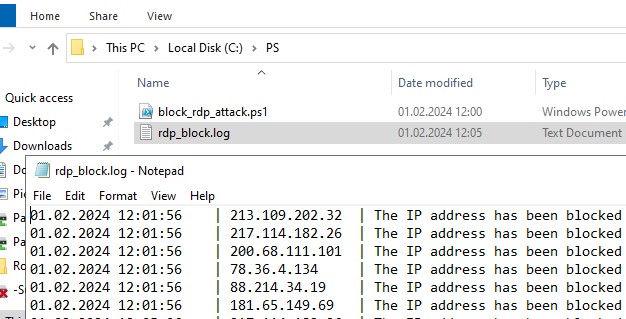 Home Share View
This PC > Local Disk (C:) > PS
Name Date modified Type
Quick access
block_rdp_attack.ps1 01.02.2024 12:00 Windows Power
Desktop
rdp_block.log 01.02.2024 12:05 Text Document
Downloads
rdp_block.log - Notepad
File Edit Format View Help
01.02.2024 12:01:56 | 213.109.202.32 | The IP address has been blocked
01.02.2024 12:01:56 | 217.114.182.26 | The IP address has been blocked
01.02.2024 12:01:56 | 200.68.111.101 | The IP address has been blocked
01.02.2024 12:01:56 | 78.36.4.134 | The IP address has been blocked
01.02.2024 12:01:56 | 88.214.34.19 | The IP address has been blocked
01.02.2024 12:01:56 | 181.65.149.69 | The IP address has been blocked